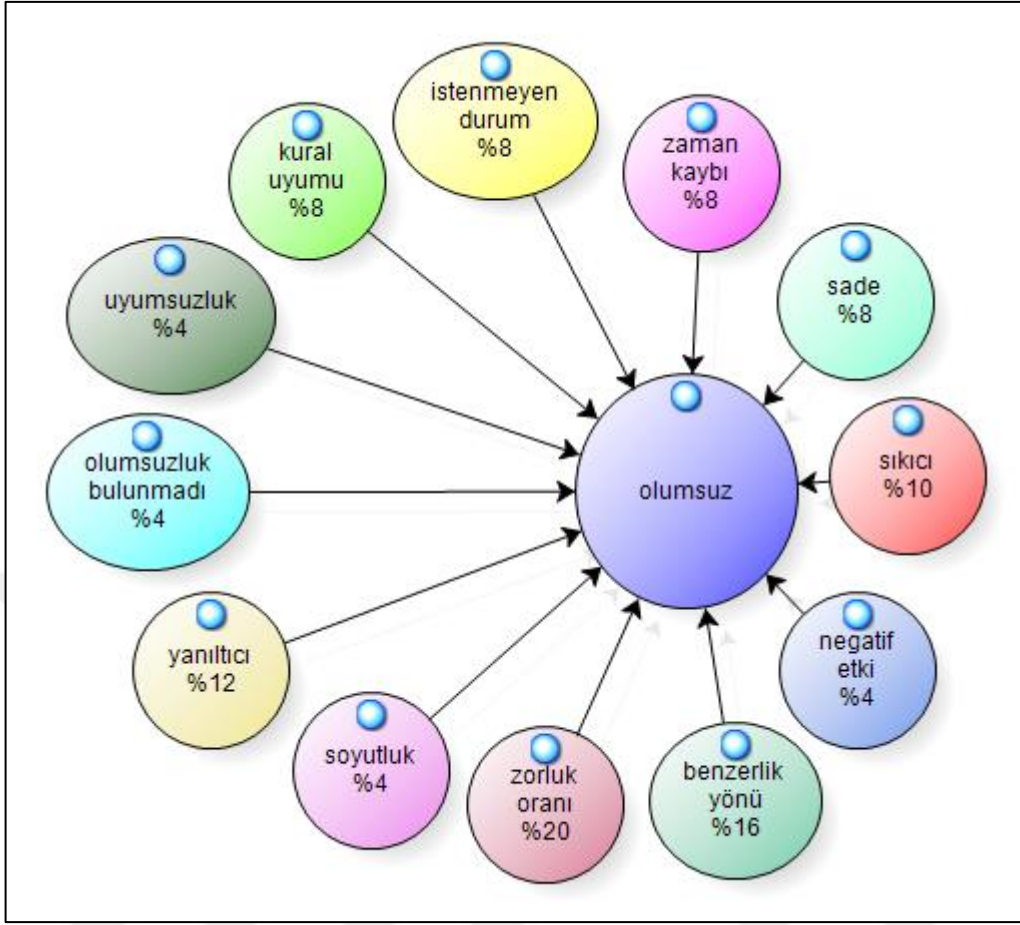 istenmeyen
durum
%8
zaman
kaybı
%8
kural
uyumu
%8
sade
%8
uyumsuzluk
%4
sıkıcı
%10
olumsuzluk
bulunmadı
%4
olumsuz
negatif
etki
%4
yanıltıcı
%12
soyutluk
%4
zorluk
oranı
%20
benzerlik
yönü
%16